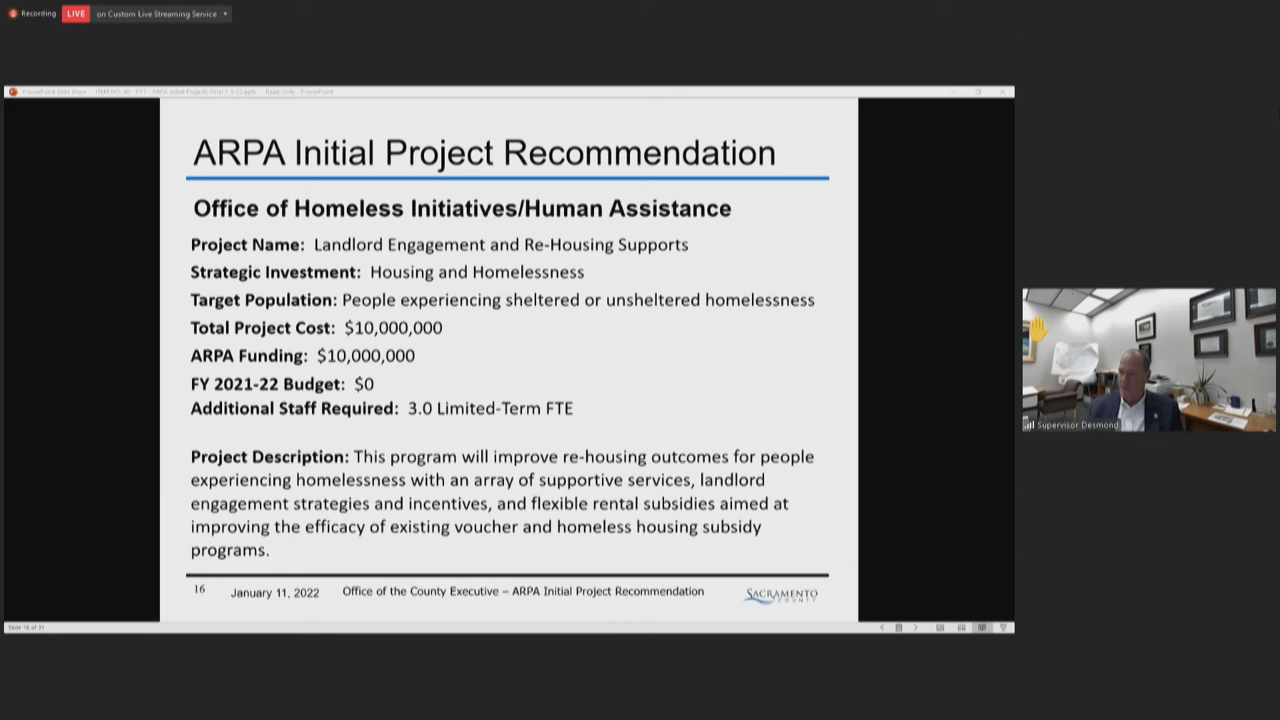 Recording
LIVE
on Custom Live Streaming Service
ARPA Initial Project Recommendation
Office of Homeless Initiatives/Human Assistance
Project Name: Landlord Engagement and Re-Housing Supports
Strategic Investment: Housing and Homelessness
Target Population: People experiencing sheltered or unsheltered homelessness
Total Project Cost: $10,000,000
ARPA Funding: $10,000,000
FY 2021-22 Budget: $0
Additional Staff Required: 3.0 Limited-Term FTE
Project Description: This program will improve re-housing outcomes for people
experiencing homelessness with an array of supportive services, landlord
engagement strategies and incentives, and flexible rental subsidies aimed at
improving the efficacy of existing voucher and homeless housing subsidy
programs.
16 January 11, 2022 Office of the County Executive – ARPA Initial Project Recommendation
SACRAMENTO
COUNTY
Slide 16 of 31
Supervisor Desmond